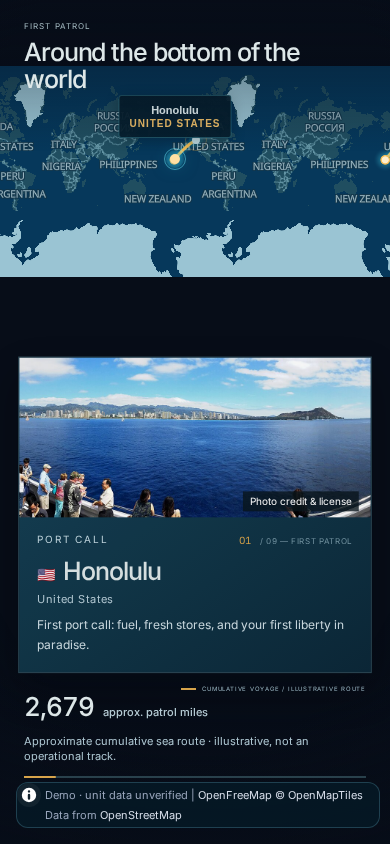 FIRST PATROL
Around the bottom of the
world
Honolulu
UNITED STATES
RUSSIA
РОССИЯ
STATES
ITALY
UNITED STATES
ITALY
NIGERIA
PHILIPPINES
PERU
NIGERIA
PHILIPPINES
PERU
ARGENTINA
ARGENTINA
NEW ZEALAND
Photo credit & license
PORT CALL
01 / 09 — FIRST PATROL
Honolulu
United States
First port call: fuel, fresh stores, and your first liberty in
paradise.
CUMULATIVE VOYAGE / ILLUSTRATIVE ROUTE
2,679 approx. patrol miles
Approximate cumulative sea route · illustrative, not an
operational track.
Demo · unit data unverified | OpenFreeMap © OpenMapTiles
Data from OpenStreetMap